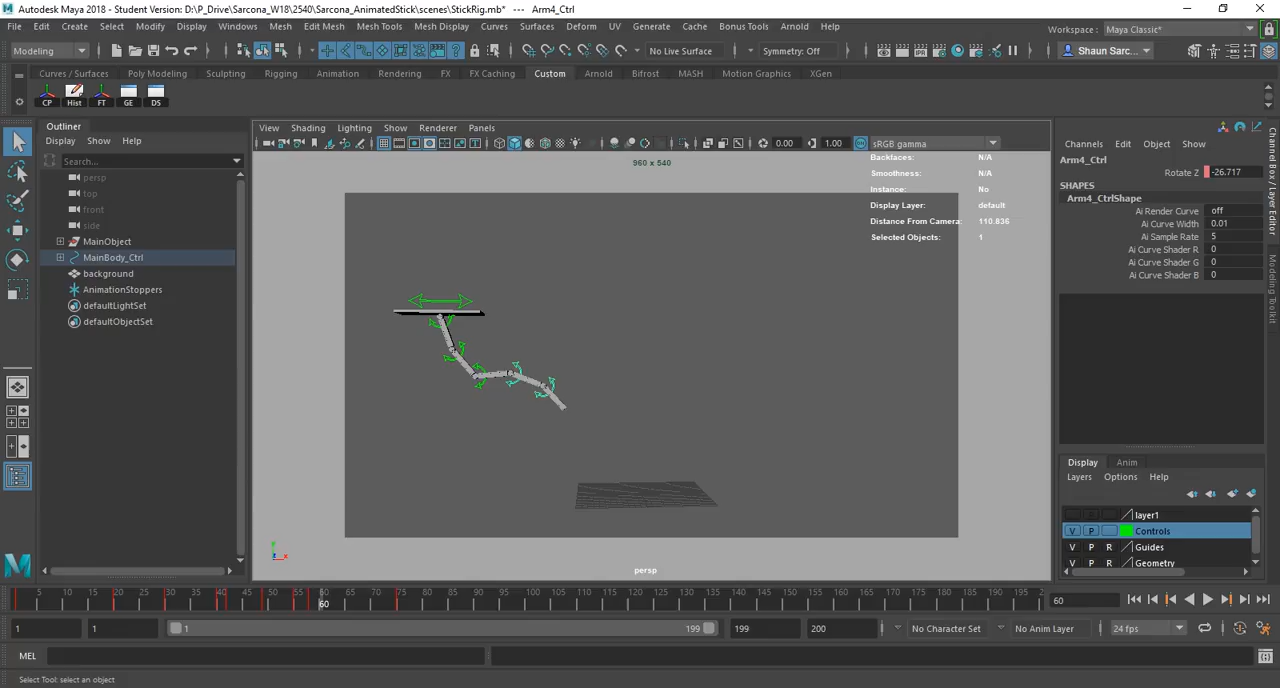 Autodesk Maya 2018 - Student Version: D:\P_Drive\Sarcona_W18\2540\Sarcona_AnimatedStick\scenes\StickRig.mb* --- Arm4_Ctrl
File Edit Create Select Modify Display Windows Mesh Edit Mesh Mesh Tools Mesh Display Curves Surfaces Deform UV Generate Cache Bonus Tools Arnold Help
Workspace : Maya Classic*
Modeling No Live Surface Symmetry: Off Shaun Sarc...
Curves / Surfaces Poly Modeling Sculpting Rigging Animation Rendering FX FX Caching Custom Arnold Bifrost MASH Motion Graphics XGen
CP Hist FT GE DS
Outliner
Display Show Help
Search...
persp
top
front
side
MainObject
MainBody_Ctrl
background
AnimationStoppers
defaultLightSet
defaultObjectSet
View Shading Lighting Show Renderer Panels
0.00 1.00 sRGB gamma
960 x 540
Backfaces: N/A
Smoothness: N/A
Instance: No
Display Layer: default
Distance From Camera: 110.836
Selected Objects: 1
persp
Channels Edit Object Show
Arm4_Ctrl
Rotate Z -26.717
SHAPES
Arm4_CtrlShape
Ai Render Curve off
Ai Curve Width 0.01
Ai Sample Rate 5
Ai Curve Shader R 0
Ai Curve Shader G 0
Ai Curve Shader B 0
Channel Box / Layer Editor
Modeling Toolkit
Display Anim
Layers Options Help
layer1
V P Controls
V P R Guides
V P R Geometry
5 10 15 20 25 30 35 40 45 50 55 60 65 70 75 80 85 90 95 100 105 110 115 120 125 130 135 140 145 150 155 160 165 170 175 180 185 190 195
60 60
1 1 1 199 199 200 No Character Set No Anim Layer 24 fps
MEL
Select Tool: select an object